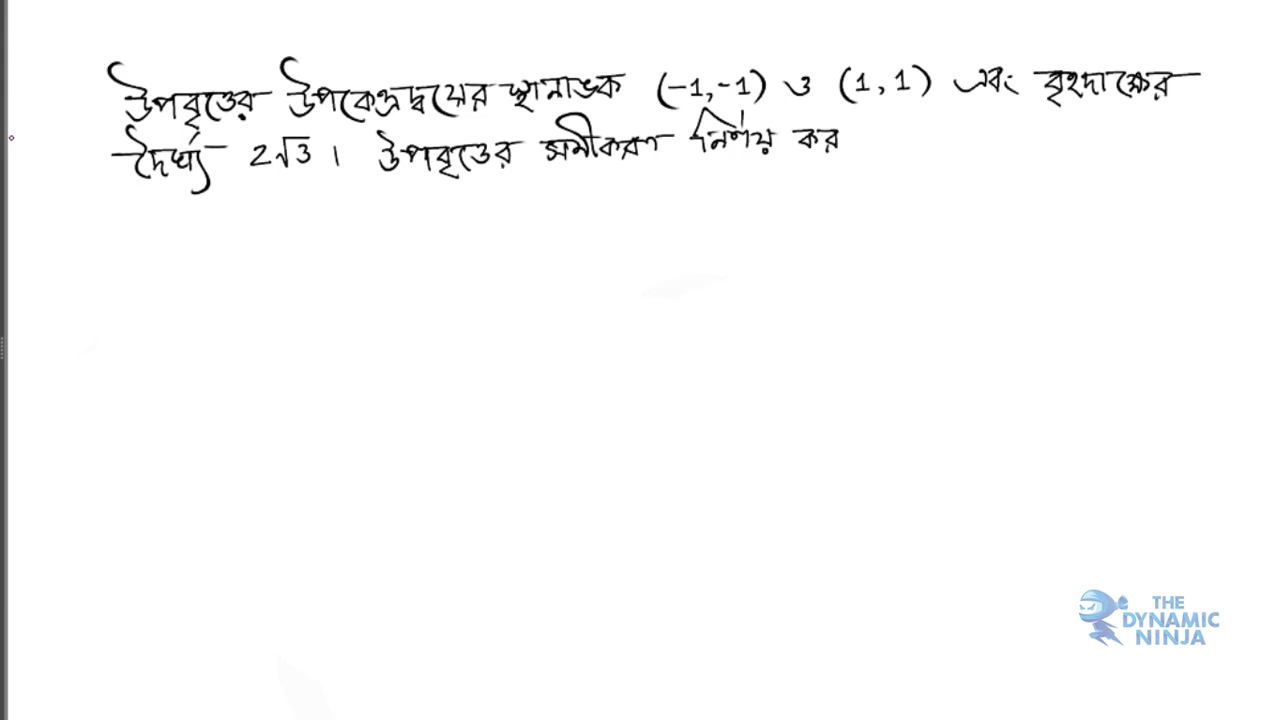 উপবৃত্তের উপকেন্দ্রদ্বয়ের স্থানাঙ্ক (-1,-1) ও (1,1) এবং বৃহদাক্ষের
দৈর্ঘ্য 2√3। উপবৃত্তের সমীকরণ নির্ণয় কর
THE
DYNAMIC
NINJA